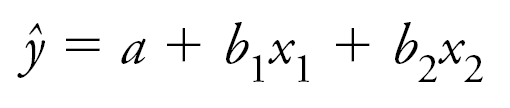 ŷ = a + b₁x₁ + b₂x₂